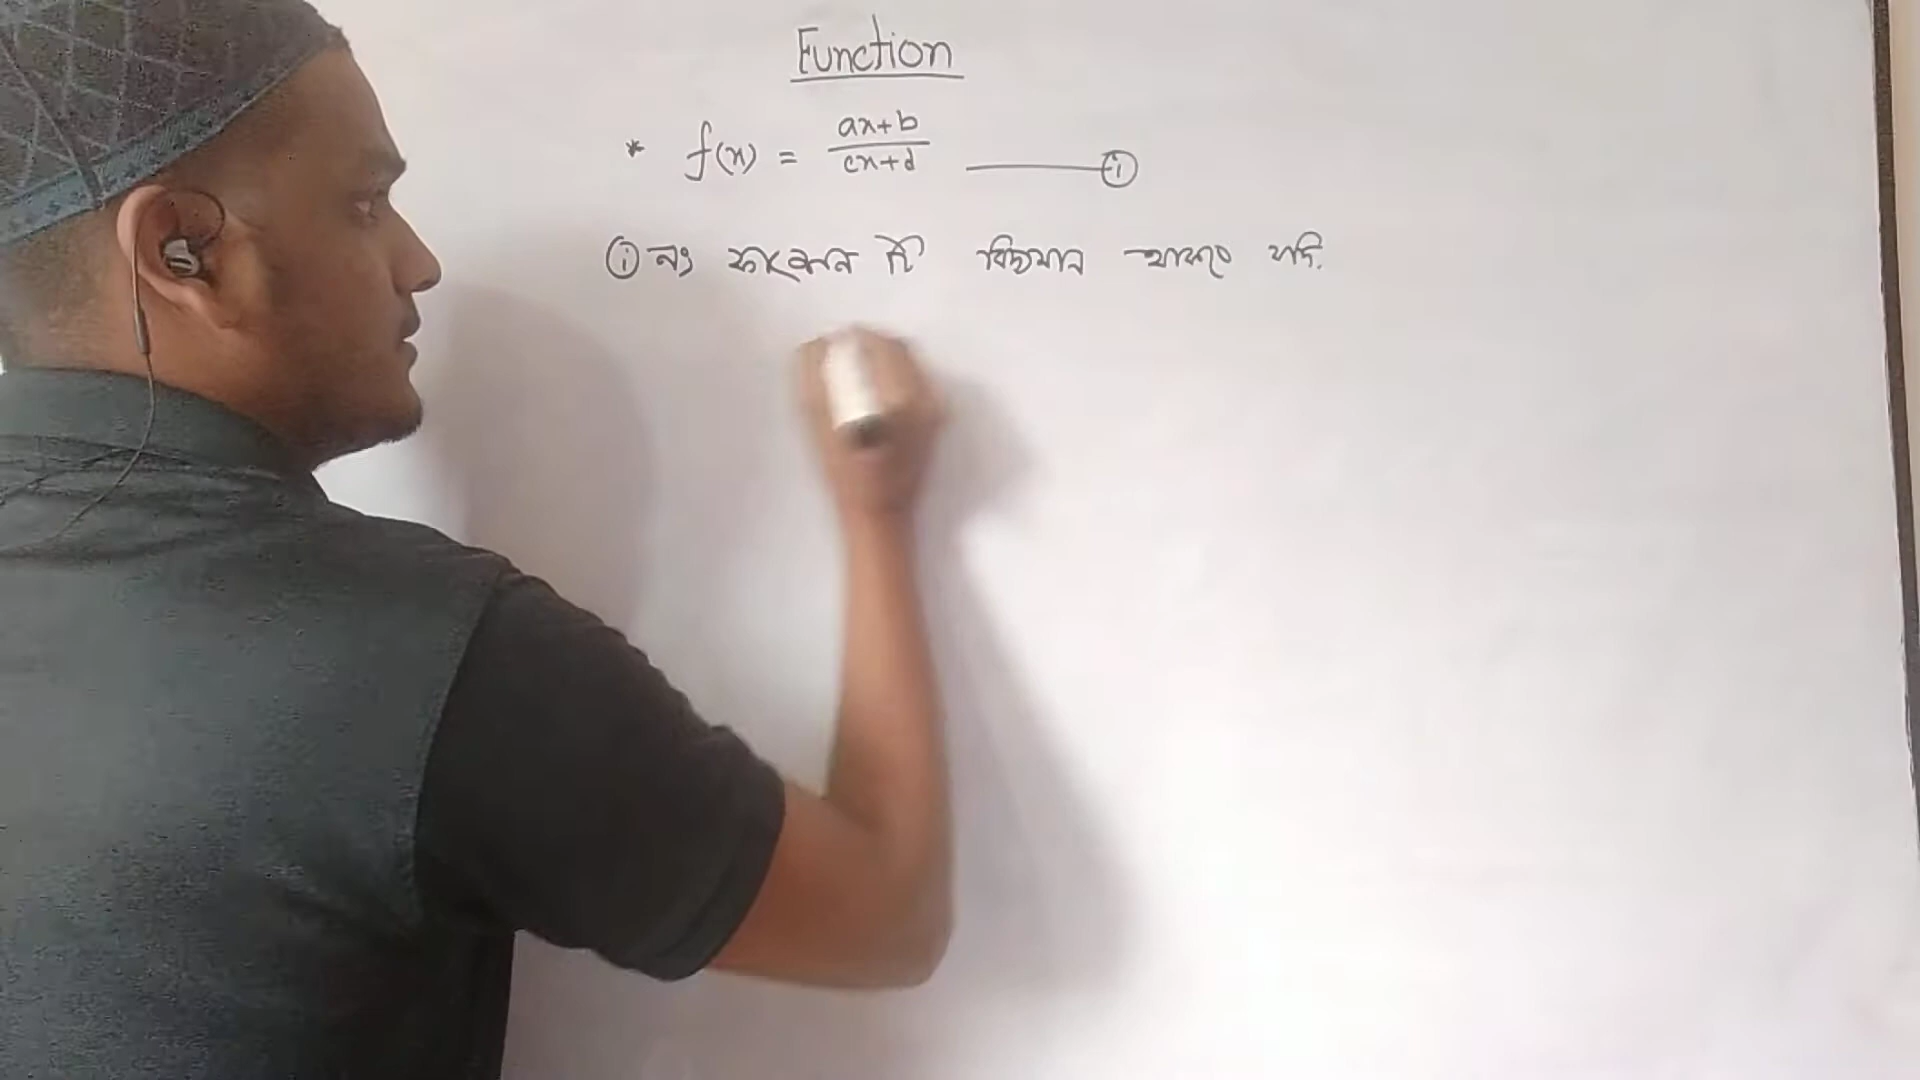 Function
* f(x) = ax+b / cx+d ——— (i)
(i) নং ফাংশন টি বিদ্যমান থাকবে যদি.